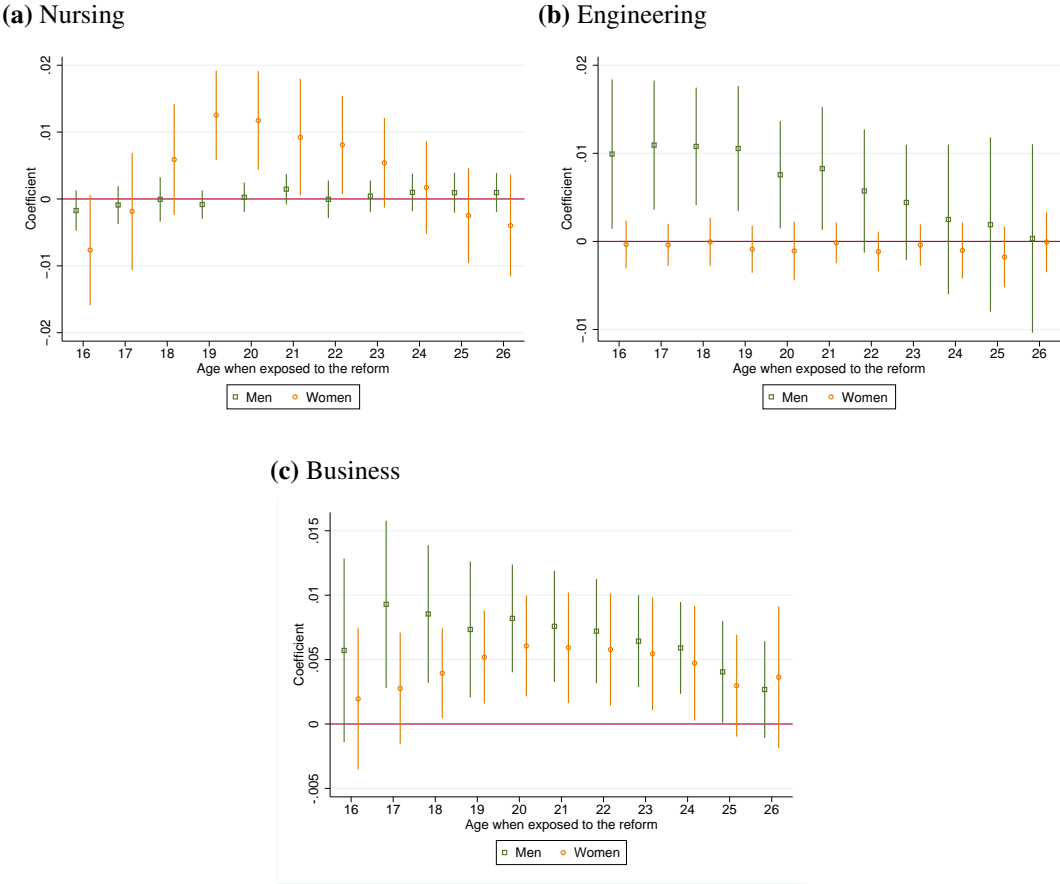 (a) Nursing
.02
.01
0
-.01
-.02
Coefficient
16 17 18 19 20 21 22 23 24 25 26
Age when exposed to the reform
Men Women
(b) Engineering
.02
.01
0
-.01
Coefficient
16 17 18 19 20 21 22 23 24 25 26
Age when exposed to the reform
Men Women
(c) Business
.015
.01
.005
0
-.005
Coefficient
16 17 18 19 20 21 22 23 24 25 26
Age when exposed to the reform
Men Women